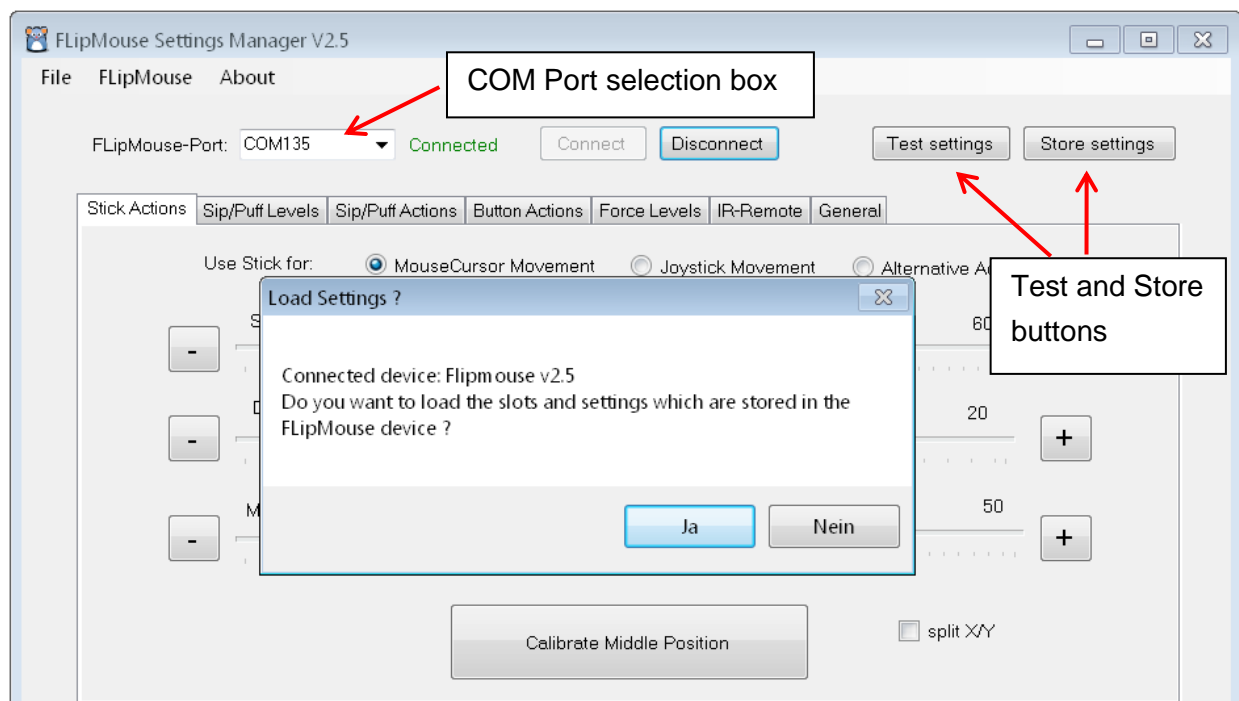 FLipMouse Settings Manager V2.5
File FLipMouse About
COM Port selection box
FLipMouse-Port: COM135 Connected Connect Disconnect Test settings Store settings
Stick Actions Sip/Puff Levels Sip/Puff Actions Button Actions Force Levels IR-Remote General
Use Stick for: MouseCursor Movement Joystick Movement Alternative
Test and Store
buttons
Load Settings ?
60
-
Connected device: Flipmouse v2.5
Do you want to load the slots and settings which are stored in the
FLipMouse device ?
20
- +
50
Ja Nein
- +
Calibrate Middle Position
split X/Y